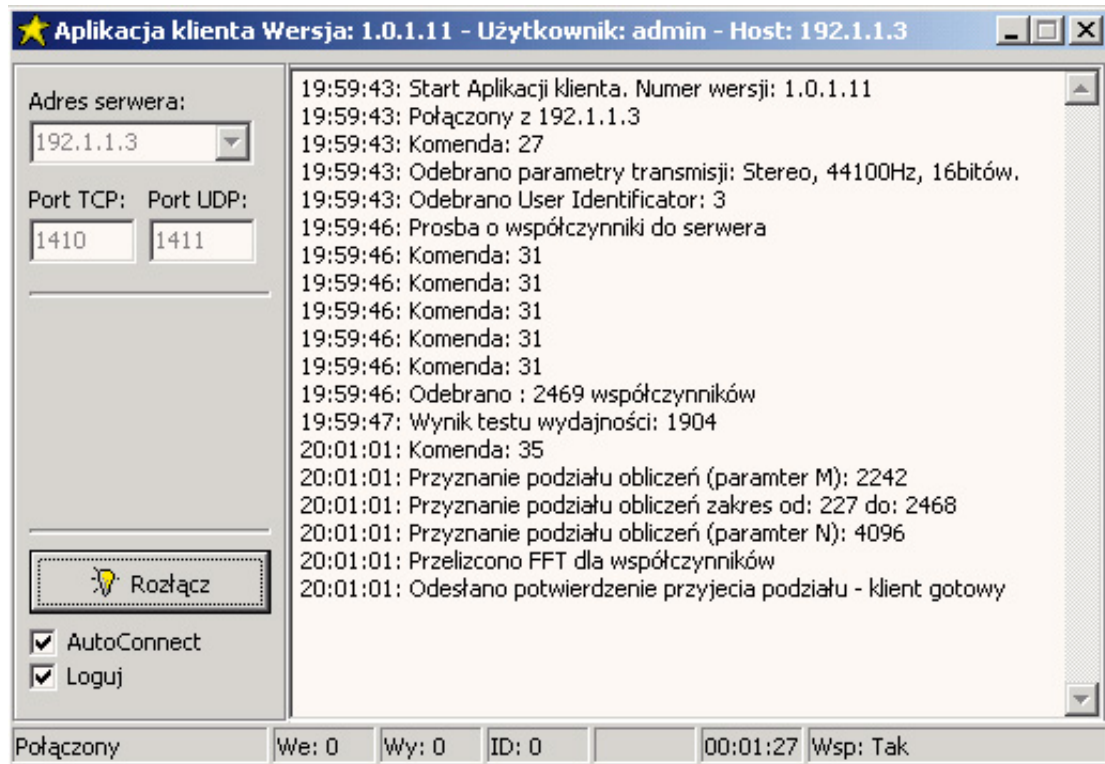 Aplikacja klienta Wersja: 1.0.1.11 - Użytkownik: admin - Host: 192.1.1.3
Adres serwera:
192.1.1.3
Port TCP: Port UDP:
1410 1411
Rozłącz
AutoConnect
Loguj
19:59:43: Start Aplikacji klienta. Numer wersji: 1.0.1.11
19:59:43: Połączony z 192.1.1.3
19:59:43: Komenda: 27
19:59:43: Odebrano parametry transmisji: Stereo, 44100Hz, 16bitów.
19:59:43: Odebrano User Identificator: 3
19:59:46: Prosba o współczynniki do serwera
19:59:46: Komenda: 31
19:59:46: Komenda: 31
19:59:46: Komenda: 31
19:59:46: Komenda: 31
19:59:46: Komenda: 31
19:59:46: Odebrano : 2469 współczynników
19:59:47: Wynik testu wydajności: 1904
20:01:01: Komenda: 35
20:01:01: Przyznanie podziału obliczeń (paramter M): 2242
20:01:01: Przyznanie podziału obliczeń zakres od: 227 do: 2468
20:01:01: Przyznanie podziału obliczeń (paramter N): 4096
20:01:01: Przelizcono FFT dla współczynników
20:01:01: Odesłano potwierdzenie przyjecia podziału - klient gotowy
Połączony We: 0 Wy: 0 ID: 0 00:01:27 Wsp: Tak